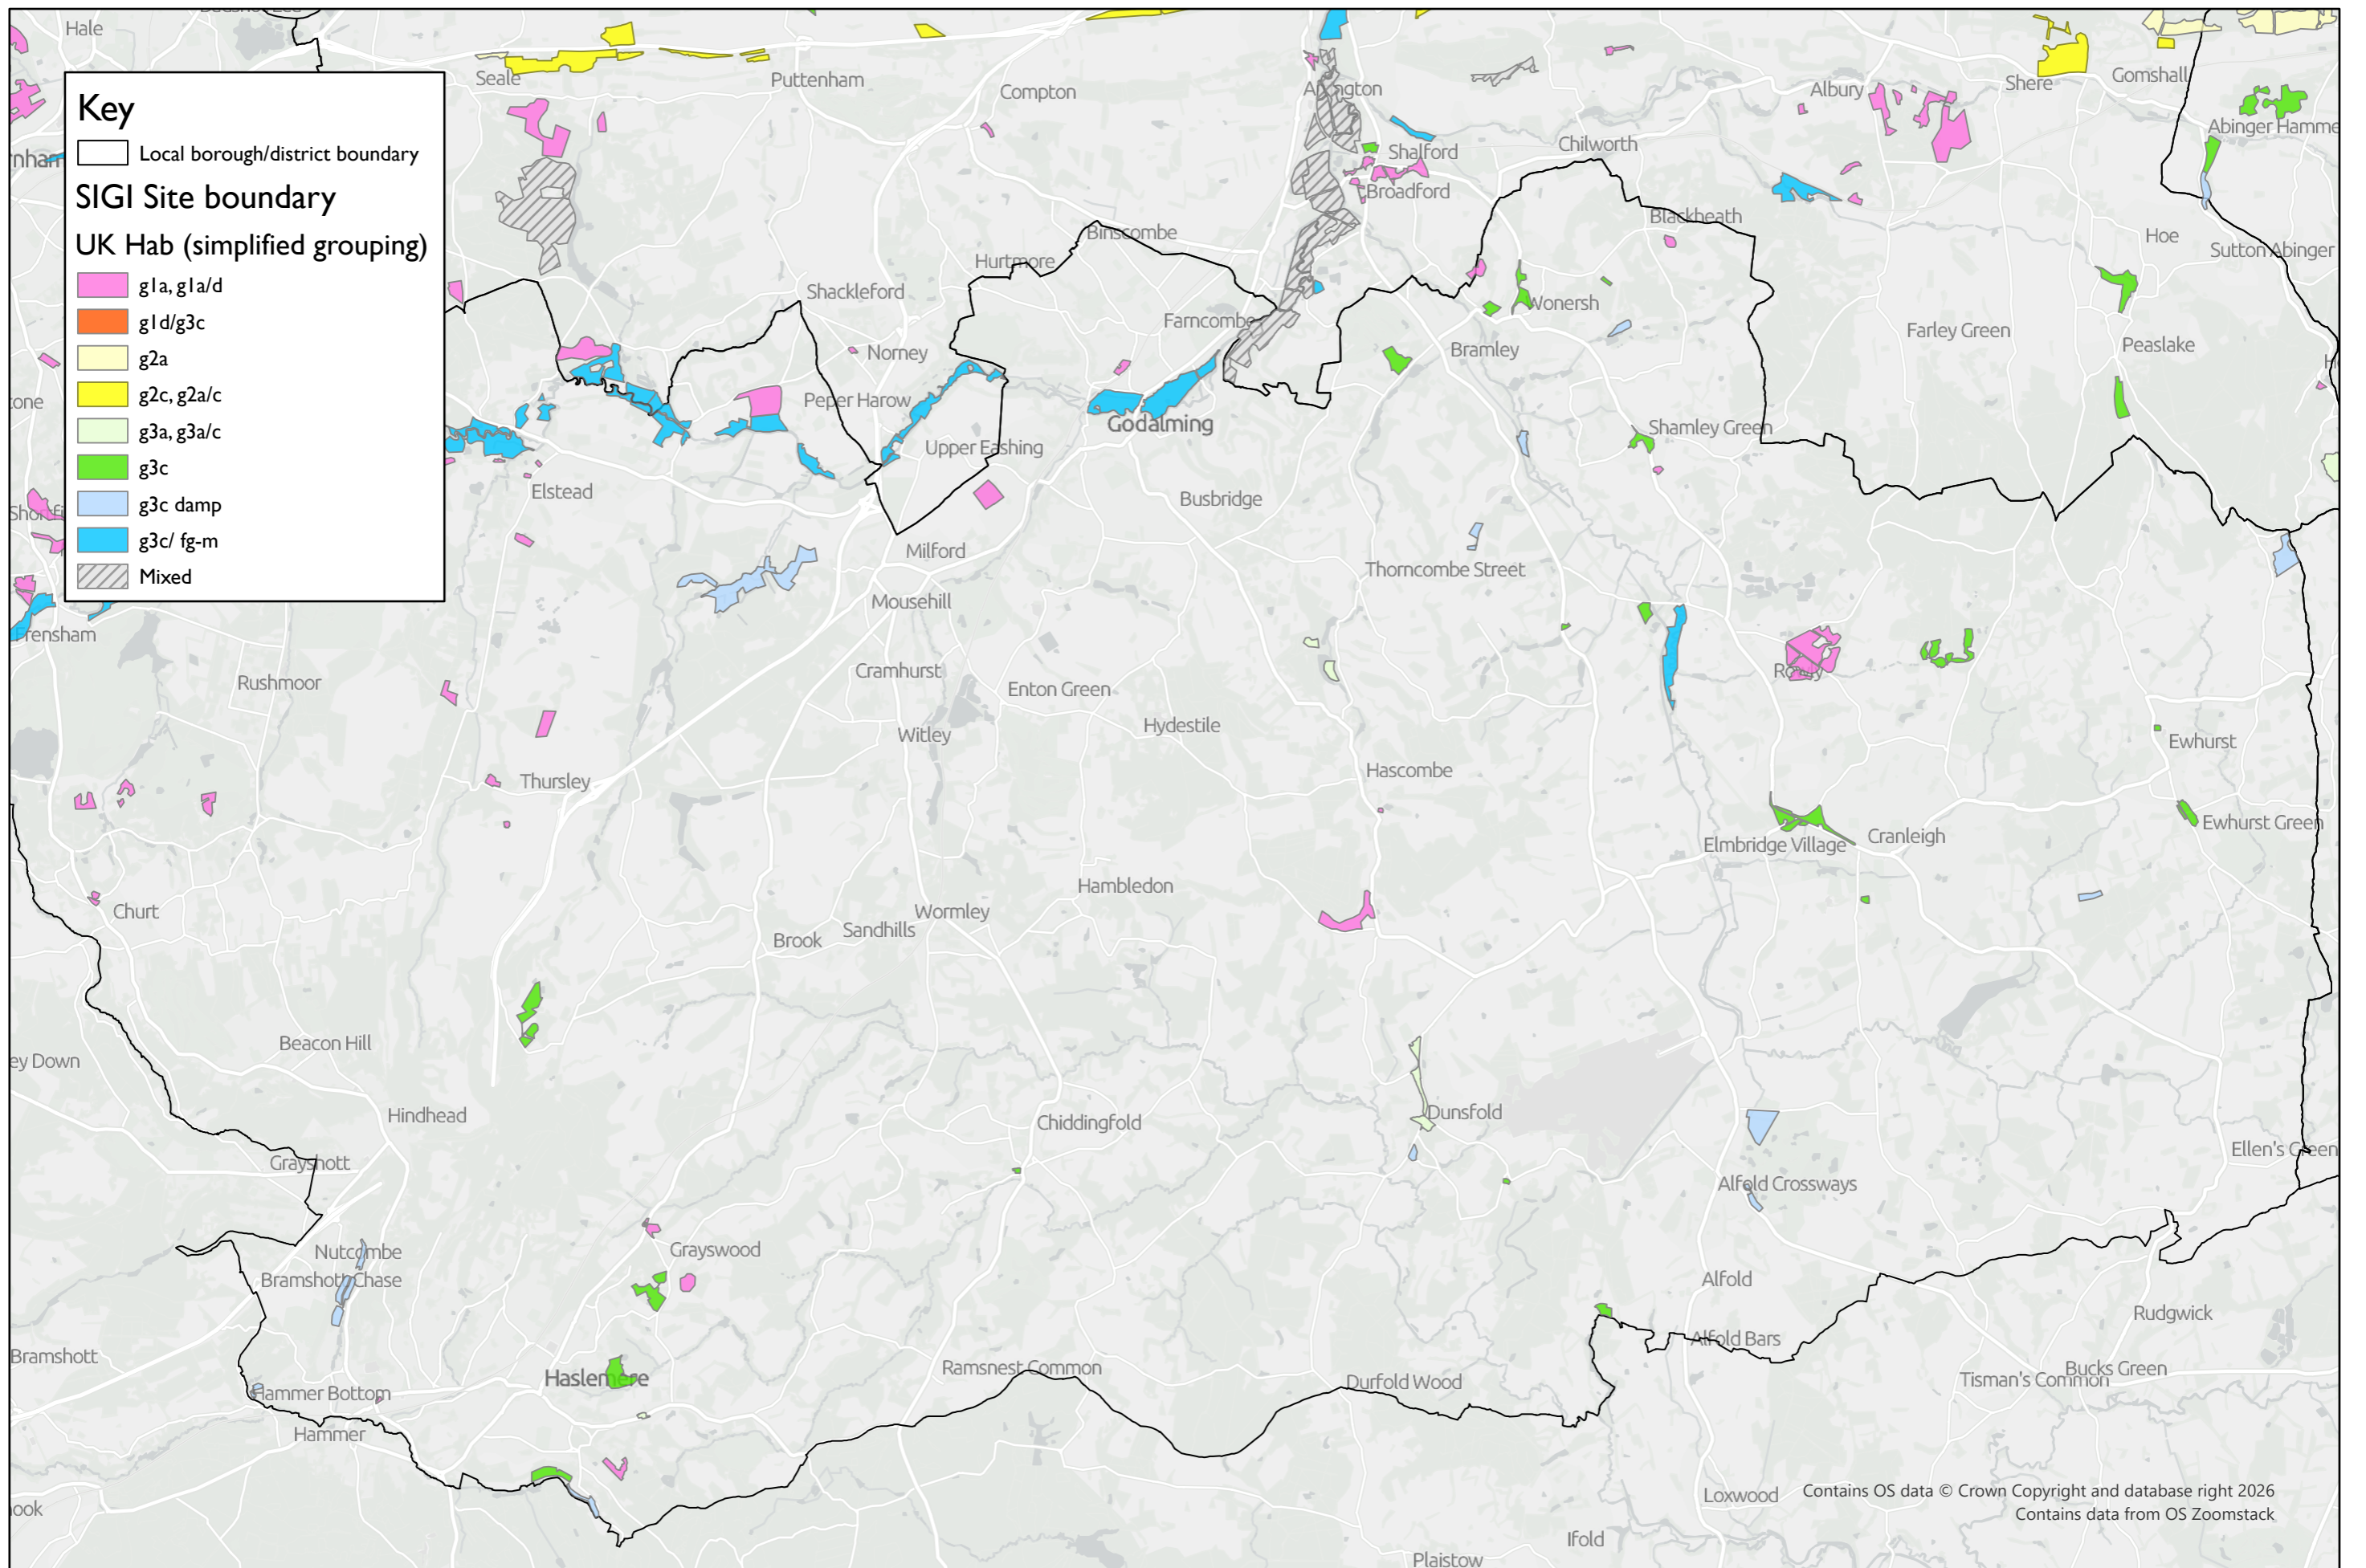 Hale
Seale
Puttenham
Compton
Shere
Gomshall
Albury
Key
Local borough/district boundary
SIGI Site boundary
UK Hab (simplified grouping)
g1a, g1a/d
g1d/g3c
g2a
g2c, g2a/c
g3a, g3a/c
g3c
g3c damp
g3c/ fg-m
Mixed
Abinger Hamme
nham
Chilworth
Shalford
Broadford
Blackheath
Binscombe
Hoe
Sutton Abinger
Hurtmore
Shackleford
Wonersh
Farncombe
Farley Green
Norney
Bramley
Peaslake
Peper Harow
one
Godalming
Shamley Green
Upper Eashing
Elstead
Busbridge
Milford
Thorncombe Street
Mousehill
Frensham
Cramhurst
Rushmoor
Enton Green
Hydestile
Witley
Ewhurst
Hascombe
Thursley
Ewhurst Green
Elmbridge Village
Cranleigh
Hambledon
Churt
Wormley
Sandhills
Brook
Beacon Hill
ey Down
Hindhead
Chiddingfold
Dunsfold
Ellen's Green
Grayshott
Alfold Crossways
Nutcombe
Grayswood
Bramshott Chase
Alfold
Rudgwick
Alfold Bars
Bramshott
Ramsnest Common
Bucks Green
Haslemere
Durfold Wood
Tisman's Common
Hammer Bottom
Hammer
Loxwood
Contains OS data © Crown Copyright and database right 2026
Contains data from OS Zoomstack
ook
Ifold
Plaistow